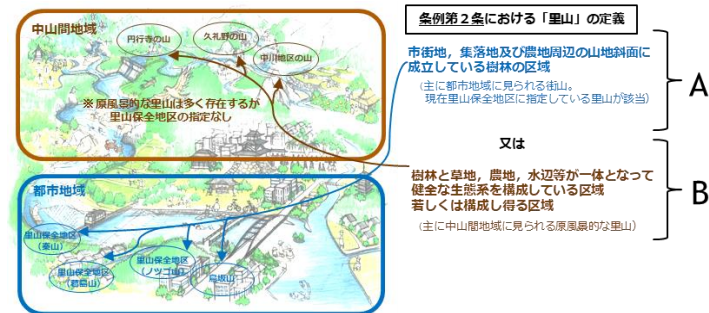 中山間地域
円行寺の山
久礼野の山
中川地区の山
※原風景的な里山は多く存在するが
里山保全地区の指定なし
都市地域
里山保全地区
（秦山）
里山保全地区
（葛島山）
里山保全地区
（ノツゴ山）
烏坂山
条例第２条における「里山」の定義
市街地，集落地及び農地周辺の山地斜面に
成立している樹林の区域
（主に都市地域に見られる街山。
現在里山保全地区に指定している里山が該当）
A
又は
樹林と草地，農地，水辺等が一体となって
健全な生態系を構成している区域
若しくは構成し得る区域
（主に中山間地域に見られる原風景的な里山）
B